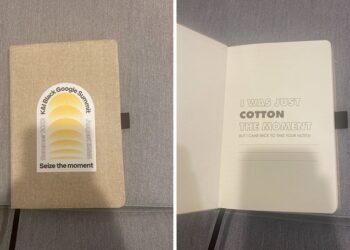 K&I Black Google Summit
Seize the moment
I WAS JUST
COTTON
THE MOMENT
BUT I CAME BACK TO TAKE YOUR NOTES!